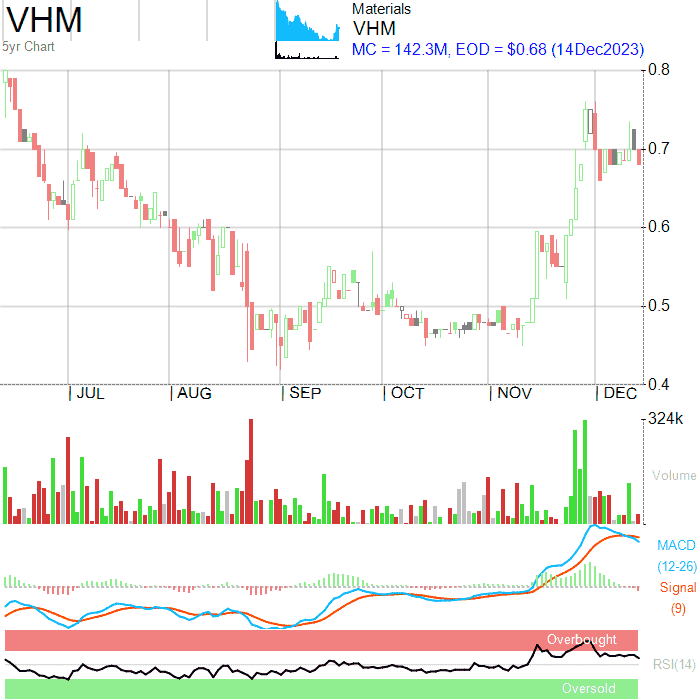 VHM
5yr Chart
Materials
VHM
MC = 142.3M, EOD = $0.68 (14Dec2023)
0.8
0.7
0.6
0.5
0.4
JUL AUG SEP OCT NOV DEC
324k
Volume
MACD
(12-26)
Signal
(9)
Overbought
RSI(14)
Oversold